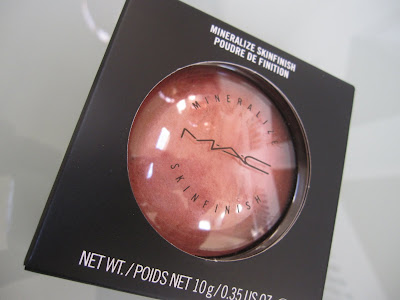 MINERALIZE SKINFINISH
POUDRE DE FINITION
MINERALIZE
MAC
SKINFINISH
NET WT. / POIDS NET 10 g / 0.35 US OZ